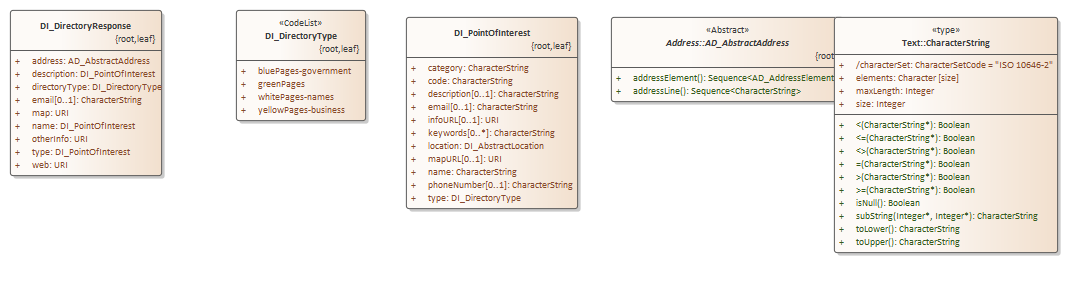 DI_DirectoryResponse
{root,leaf}
+ address: AD_AbstractAddress
+ description: DI_PointOfInterest
+ directoryType: DI_DirectoryType
+ email[0..1]: CharacterString
+ map: URI
+ name: DI_PointOfInterest
+ otherInfo: URI
+ type: DI_PointOfInterest
+ web: URI
«CodeList»
DI_DirectoryType
{root,leaf}
+ bluePages-government
+ greenPages
+ whitePages-names
+ yellowPages-business
DI_PointOfInterest
{root,leaf}
+ category: CharacterString
+ code: CharacterString
+ description[0..1]: CharacterString
+ email[0..1]: CharacterString
+ infoURL[0..1]: URI
+ keywords[0..*]: CharacterString
+ location: DI_AbstractLocation
+ mapURL[0..1]: URI
+ name: CharacterString
+ phoneNumber[0..1]: CharacterString
+ type: DI_DirectoryType
«Abstract»
Address::AD_AbstractAddress
{root
+ addressElement(): Sequence<AD_AddressElement
+ addressLine(): Sequence<CharacterString>
«type»
Text::CharacterString
+ /characterSet: CharacterSetCode = "ISO 10646-2"
+ elements: Character [size]
+ maxLength: Integer
+ size: Integer
+ <(CharacterString*): Boolean
+ <=(CharacterString*): Boolean
+ <>(CharacterString*): Boolean
+ =(CharacterString*): Boolean
+ >(CharacterString*): Boolean
+ >=(CharacterString*): Boolean
+ isNull(): Boolean
+ subString(Integer*, Integer*): CharacterString
+ toLower(): CharacterString
+ toUpper(): CharacterString